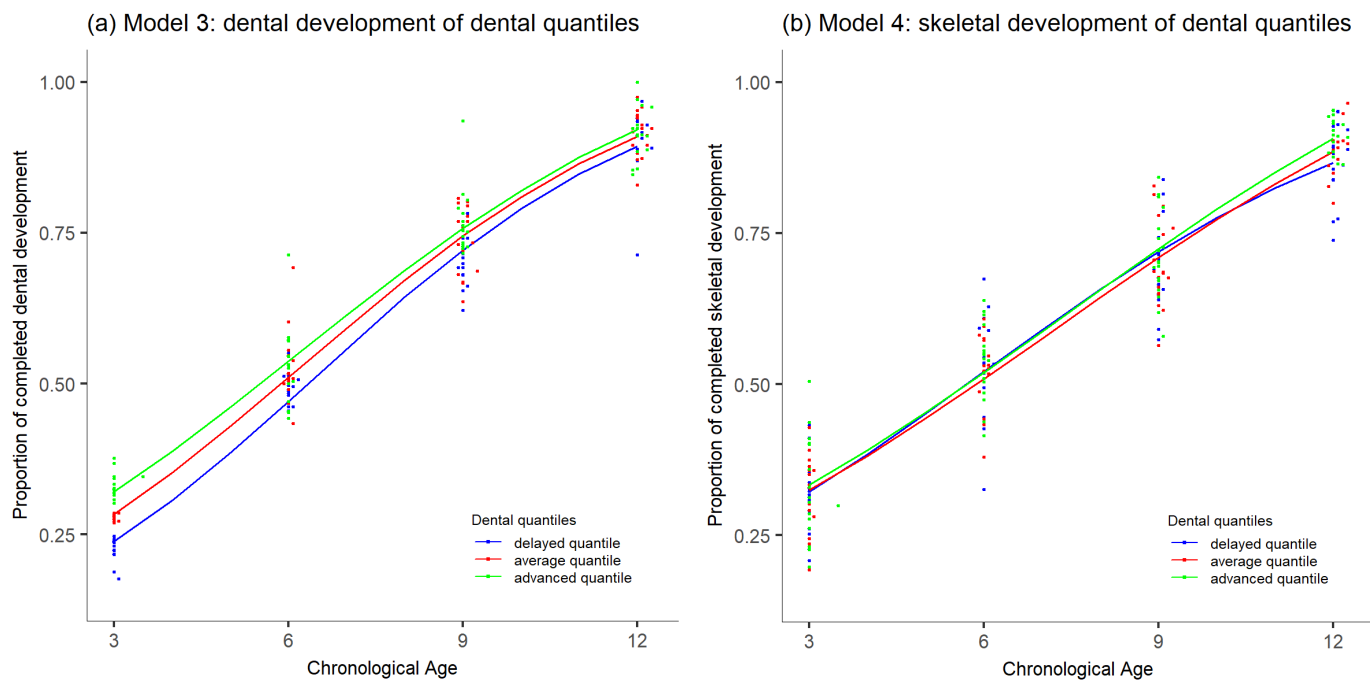 (a) Model 3: dental development of dental quantiles
Proportion of completed dental development
1.00
0.75
0.50
0.25
3
6
9
12
Chronological Age
Dental quantiles
delayed quantile
average quantile
advanced quantile
(b) Model 4: skeletal development of dental quantiles
Proportion of completed skeletal development
1.00
0.75
0.50
0.25
3
6
9
12
Chronological Age
Dental quantiles
delayed quantile
average quantile
advanced quantile